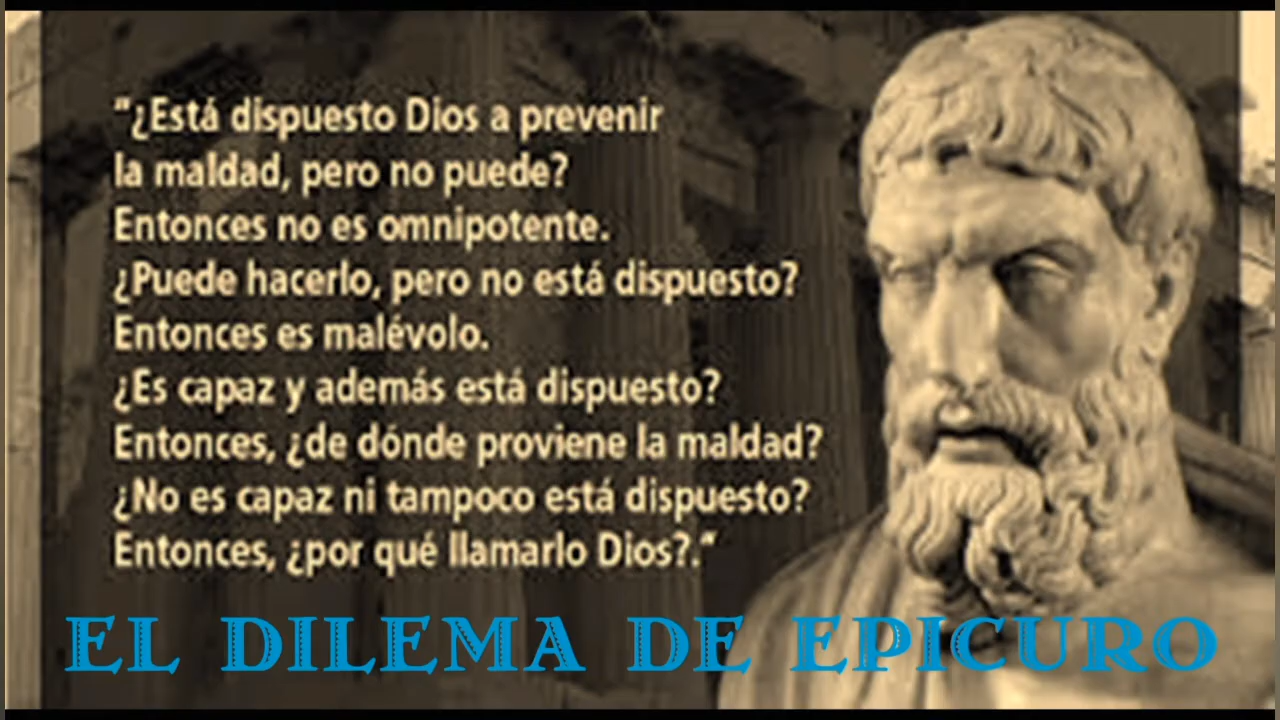 "¿Está dispuesto Dios a prevenir
la maldad, pero no puede?
Entonces no es omnipotente.
¿Puede hacerlo, pero no está dispuesto?
Entonces es malévolo.
¿Es capaz y además está dispuesto?
Entonces, ¿de dónde proviene la maldad?
¿No es capaz ni tampoco está dispuesto?
Entonces, ¿por qué llamarlo Dios?."
EL DILEMA DE EPICURO